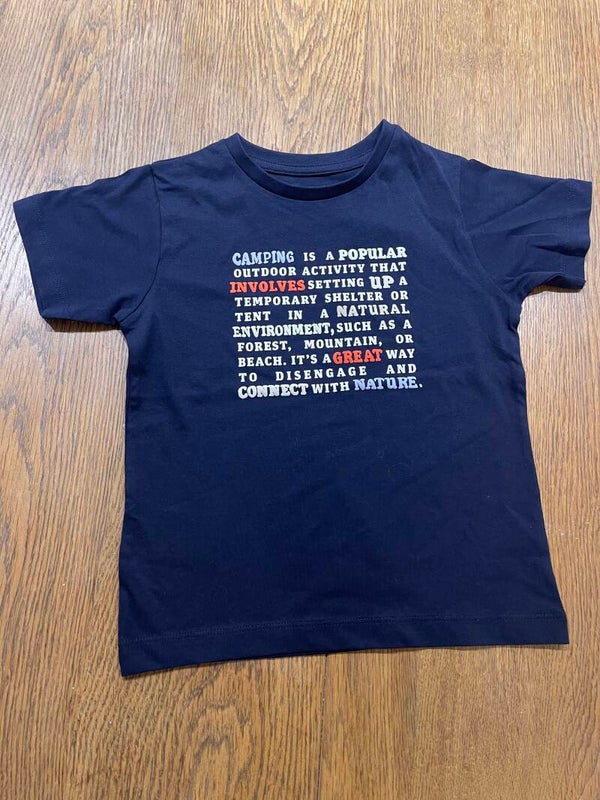 CAMPING IS A POPULAR
OUTDOOR ACTIVITY THAT
INVOLVES SETTING UP A
TEMPORARY SHELTER OR
TENT IN A NATURAL
ENVIRONMENT, SUCH AS A
FOREST, MOUNTAIN, OR
BEACH. IT'S A GREAT WAY
TO DISENGAGE AND
CONNECT WITH NATURE.